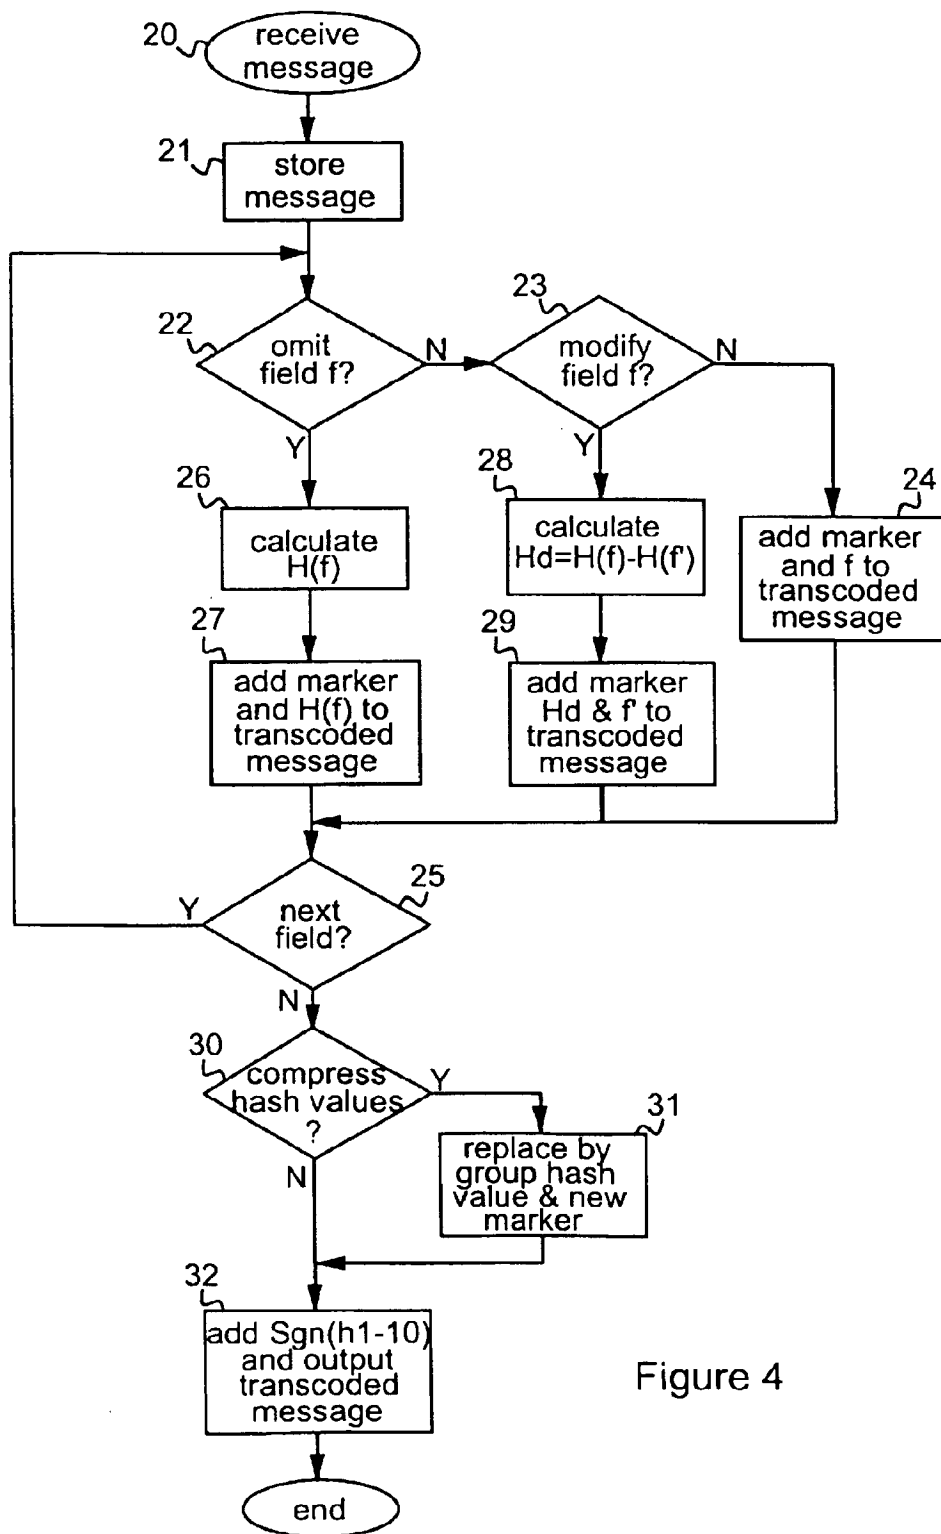 20
receive
message
21
store
message
22
omit
field f?
N
Y
23
modify
field f?
N
Y
26
calculate
H(f)
28
calculate
Hd=H(f)-H(f')
24
add marker
and f to
transcoded
message
27
add marker
and H(f) to
transcoded
message
29
add marker
Hd & f' to
transcoded
message
25
Y
next
field?
N
30
compress
hash values
?
Y
N
31
replace by
group hash
value & new
marker
32
add Sgn(h1-10)
and output
transcoded
message
Figure 4
end